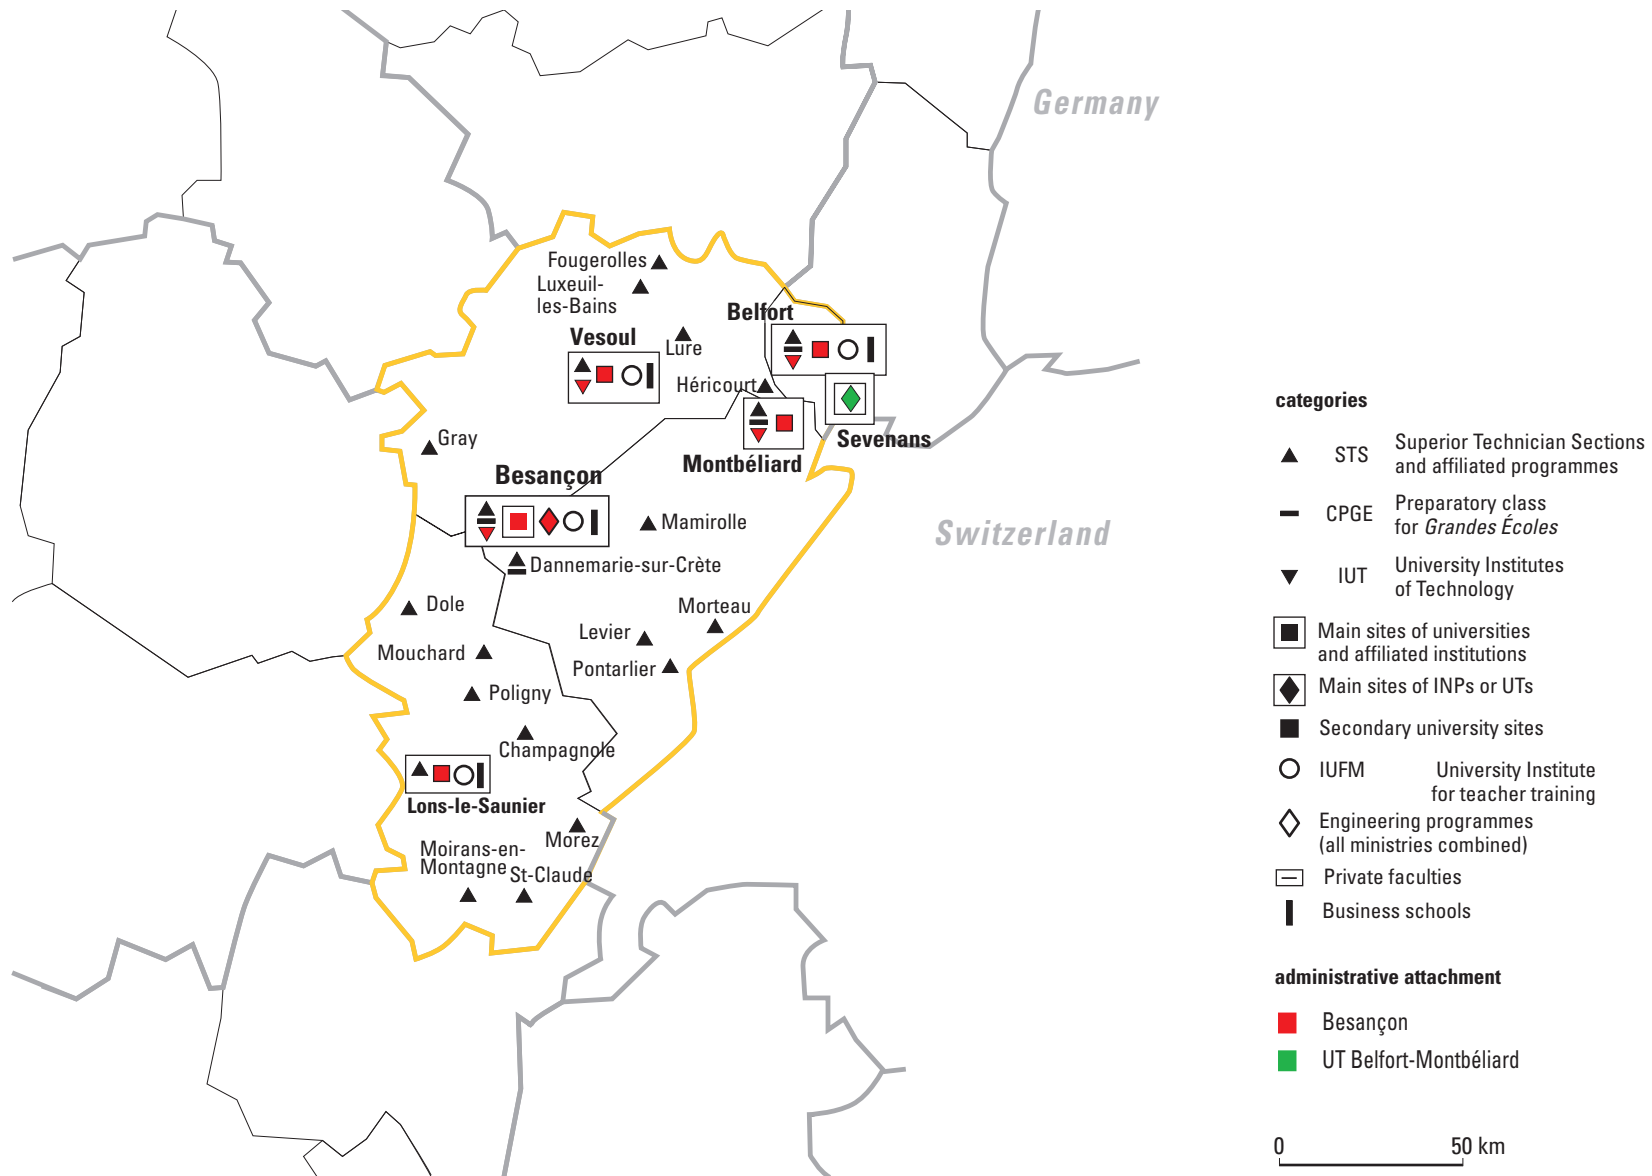 Germany
Fougerolles
Luxeuil-
les-Bains
Belfort
Vesoul
Lure
Héricourt
Sevenans
Gray
Montbéliard
Besançon
Mamirolle
Switzerland
Dannemarie-sur-Crète
Dole
Morteau
Levier
Mouchard
Pontarlier
Poligny
Champagnole
Lons-le-Saunier
Morez
Moirans-en-
Montagne
St-Claude
categories
STS Superior Technician Sections
and affiliated programmes
CPGE Preparatory class
for Grandes Écoles
IUT University Institutes
of Technology
Main sites of universities
and affiliated institutions
Main sites of INPs or UTs
Secondary university sites
IUFM University Institute
for teacher training
Engineering programmes
(all ministries combined)
Private faculties
Business schools
administrative attachment
Besançon
UT Belfort-Montbéliard
0 50 km